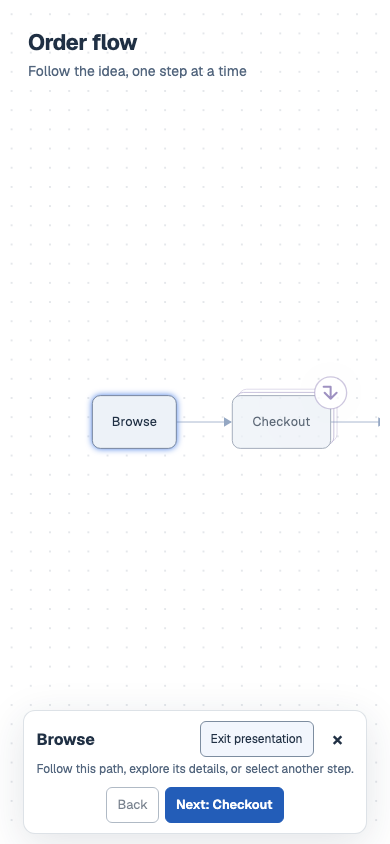 Order flow
Follow the idea, one step at a time
Browse
Checkout
Browse
Exit presentation
×
Follow this path, explore its details, or select another step.
Back
Next: Checkout